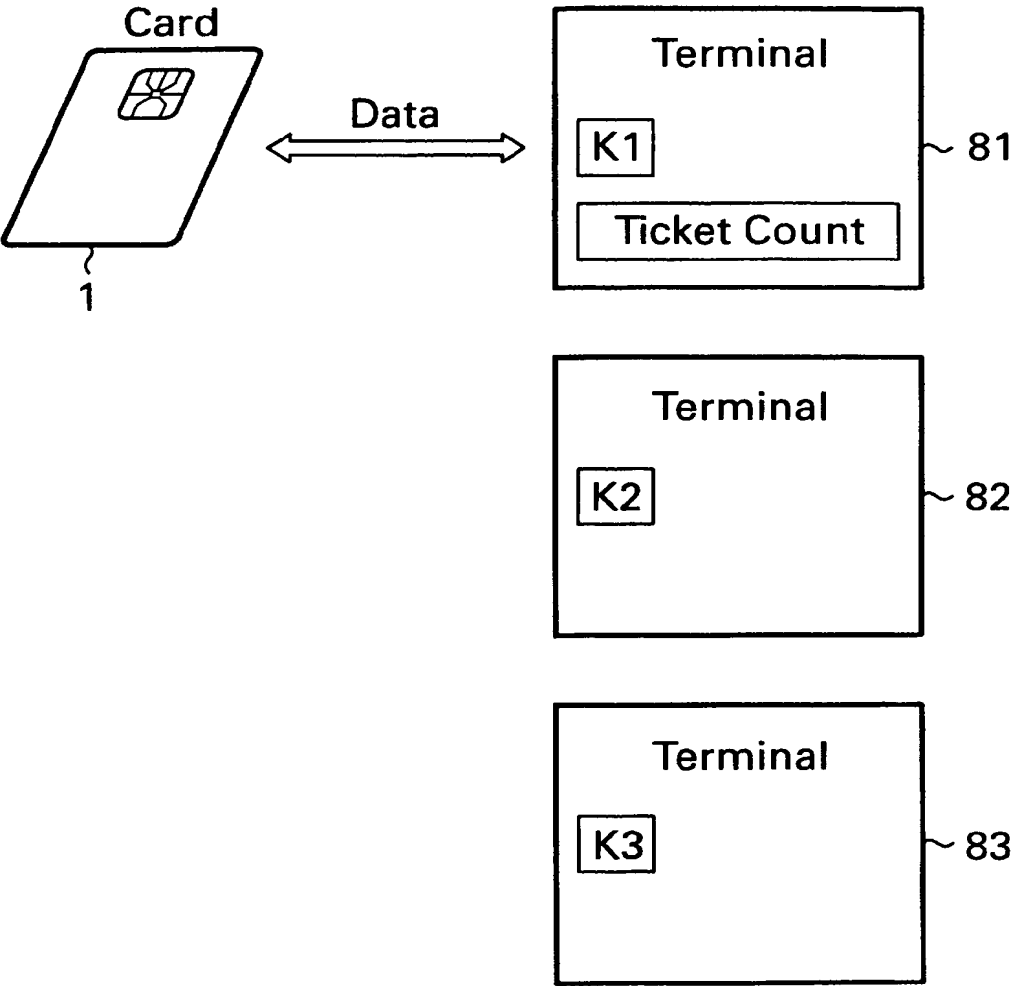 Card
Data
1
Terminal
K1
Ticket Count
81
Terminal
K2
82
Terminal
K3
83